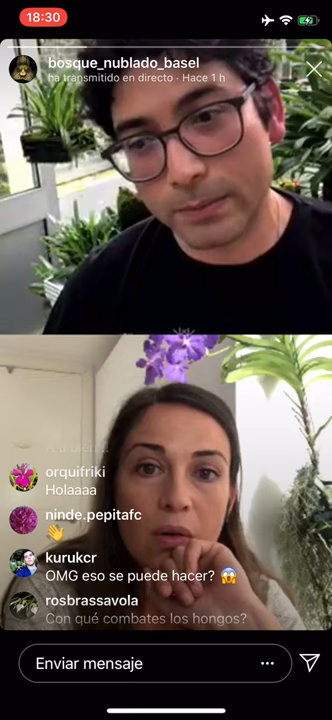 18:30
bosque_nublado_basel
ha transmitido en directo · Hace 1 h
orquifriki
Holaaaa
ninde.pepitafc
👋
kurukcr
OMG eso se puede hacer? 😱
rosbrassavola
Con qué combates los hongos?
Enviar mensaje